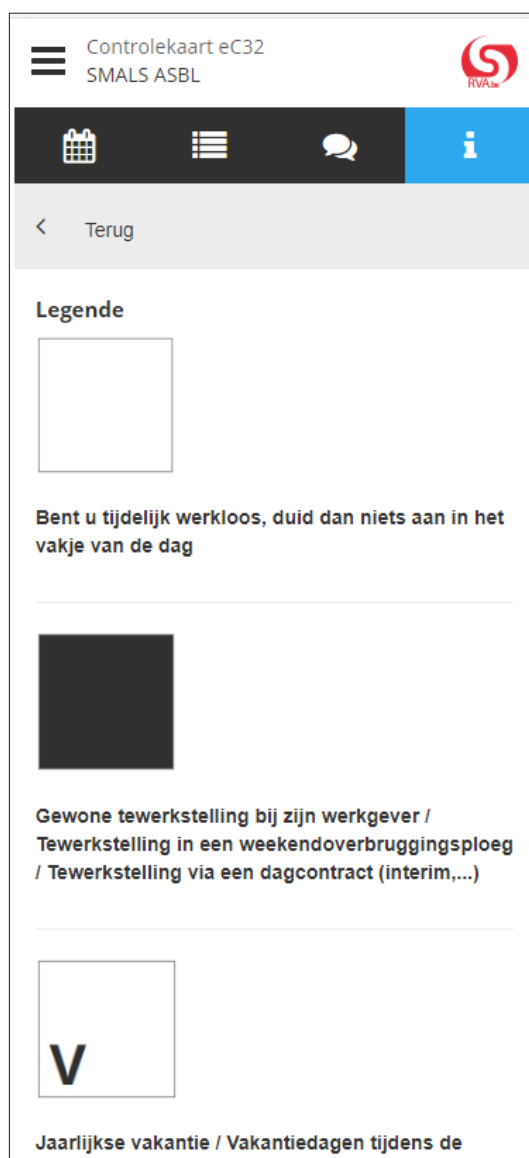 Controlekaart eC32
SMALS ASBL
RVA.be
Terug
Legende
Bent u tijdelijk werkloos, duid dan niets aan in het
vakje van de dag
Gewone tewerkstelling bij zijn werkgever /
Tewerkstelling in een weekendoverbruggingsploeg
/ Tewerkstelling via een dagcontract (interim,...)
V
Jaarlijkse vakantie / Vakantiedagen tijdens de